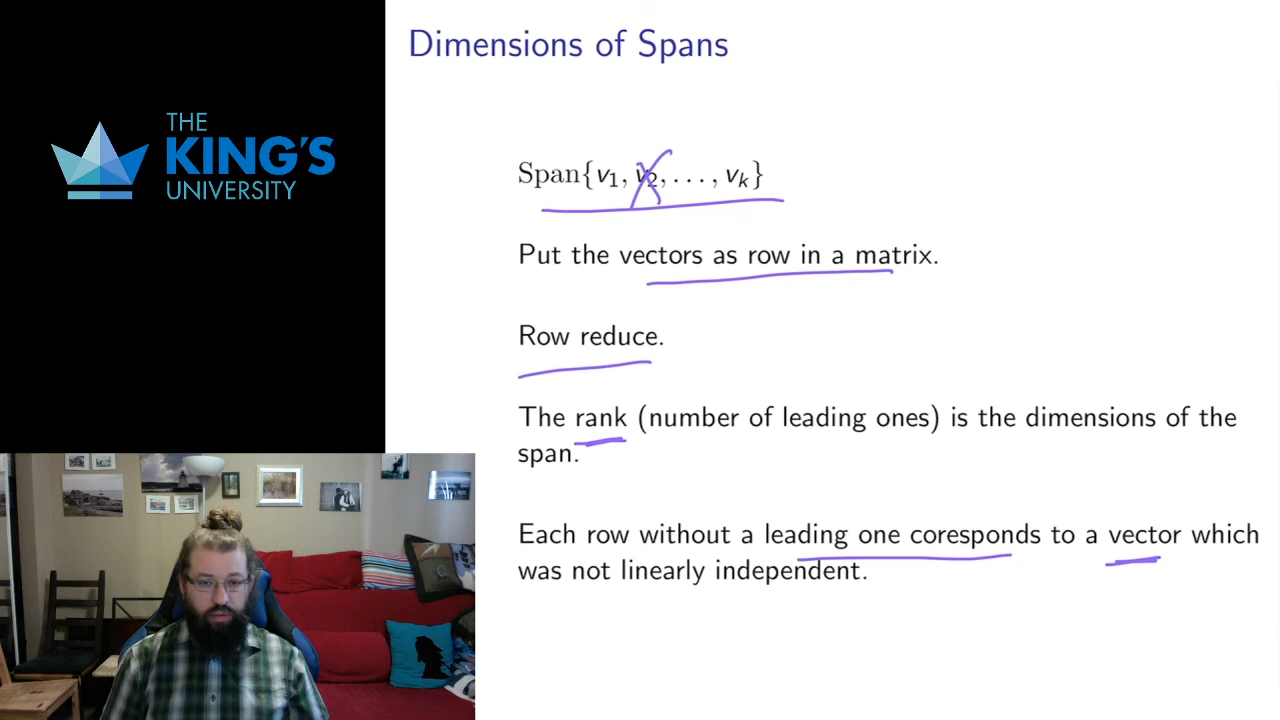 THE
KING'S
UNIVERSITY
Dimensions of Spans
Span{v₁, v₂, . . . , vₖ}
Put the vectors as row in a matrix.
Row reduce.
The rank (number of leading ones) is the dimensions of the
span.
Each row without a leading one coresponds to a vector which
was not linearly independent.